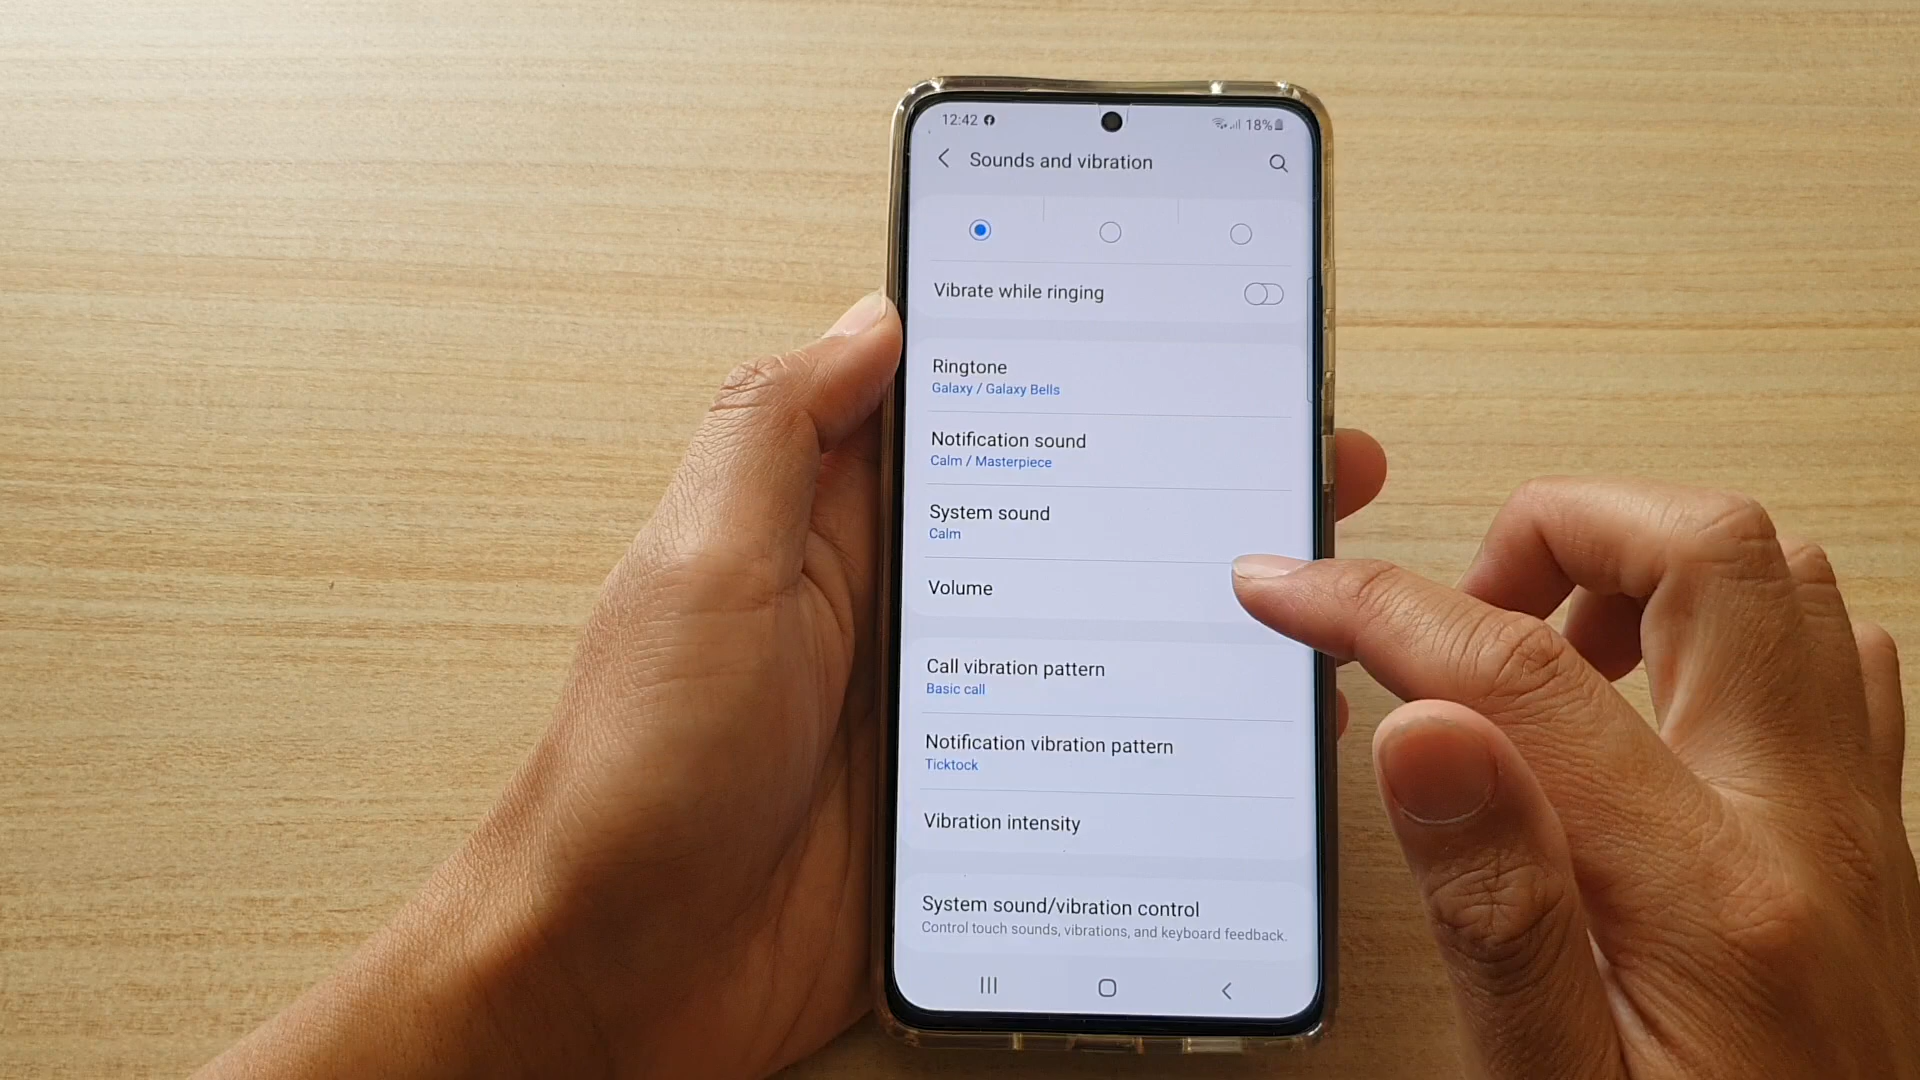 12:42
18%
Sounds and vibration
Vibrate while ringing
Ringtone
Galaxy / Galaxy Bells
Notification sound
Calm / Masterpiece
System sound
Calm
Volume
Call vibration pattern
Basic call
Notification vibration pattern
Ticktock
Vibration intensity
System sound/vibration control
Control touch sounds, vibrations, and keyboard feedback.